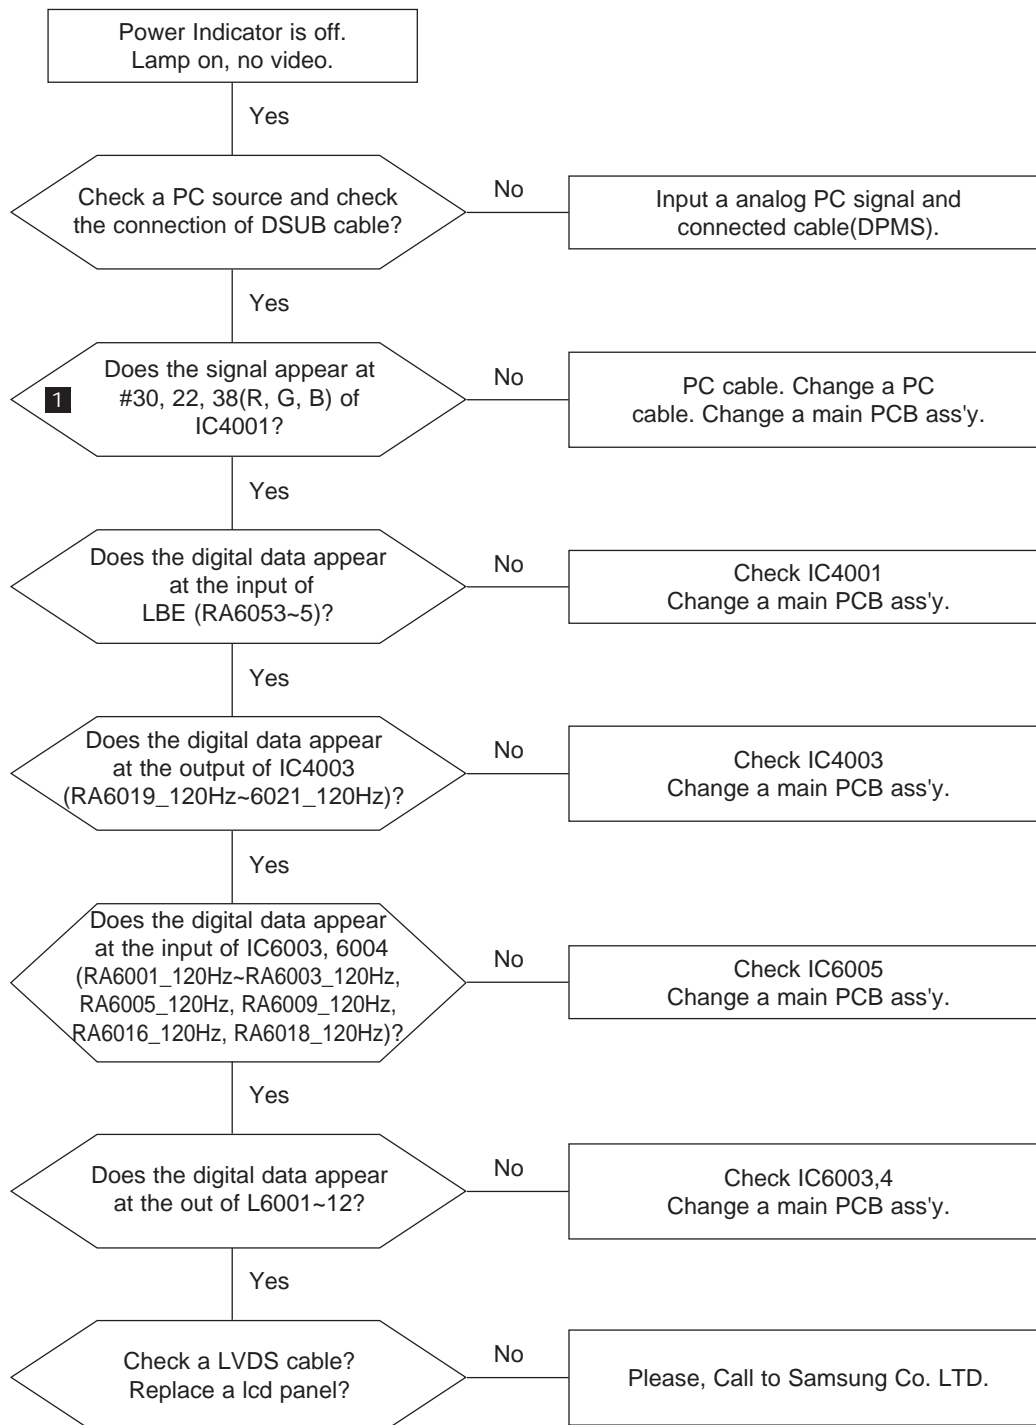 Power Indicator is off.
Lamp on, no video.
Yes
Check a PC source and check
the connection of DSUB cable?
No
Input a analog PC signal and
connected cable(DPMS).
Yes
1
Does the signal appear at
#30, 22, 38(R, G, B) of
IC4001?
No
PC cable. Change a PC
cable. Change a main PCB ass'y.
Yes
Does the digital data appear
at the input of
LBE (RA6053~5)?
No
Check IC4001
Change a main PCB ass'y.
Yes
Does the digital data appear
at the output of IC4003
(RA6019_120Hz~6021_120Hz)?
No
Check IC4003
Change a main PCB ass'y.
Yes
Does the digital data appear
at the input of IC6003, 6004
(RA6001_120Hz~RA6003_120Hz,
RA6005_120Hz, RA6009_120Hz,
RA6016_120Hz, RA6018_120Hz)?
No
Check IC6005
Change a main PCB ass'y.
Yes
Does the digital data appear
at the out of L6001~12?
No
Check IC6003,4
Change a main PCB ass'y.
Yes
Check a LVDS cable?
Replace a lcd panel?
No
Please, Call to Samsung Co. LTD.